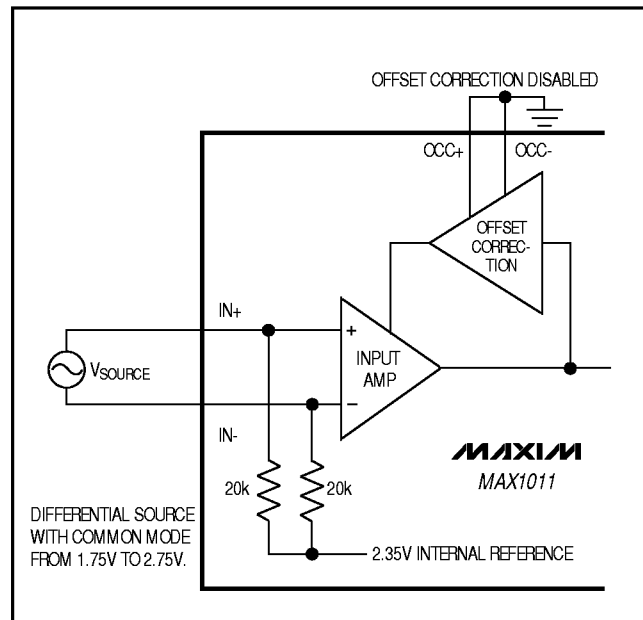 OFFSET CORRECTION DISABLED
OCC+
OCC-
OFFSET
CORREC-
TION
IN+
+
INPUT
AMP
VSOURCE
−
IN-
MAXIM
MAX1011
20k
20k
DIFFERENTIAL SOURCE
WITH COMMON MODE
FROM 1.75V TO 2.75V.
2.35V INTERNAL REFERENCE